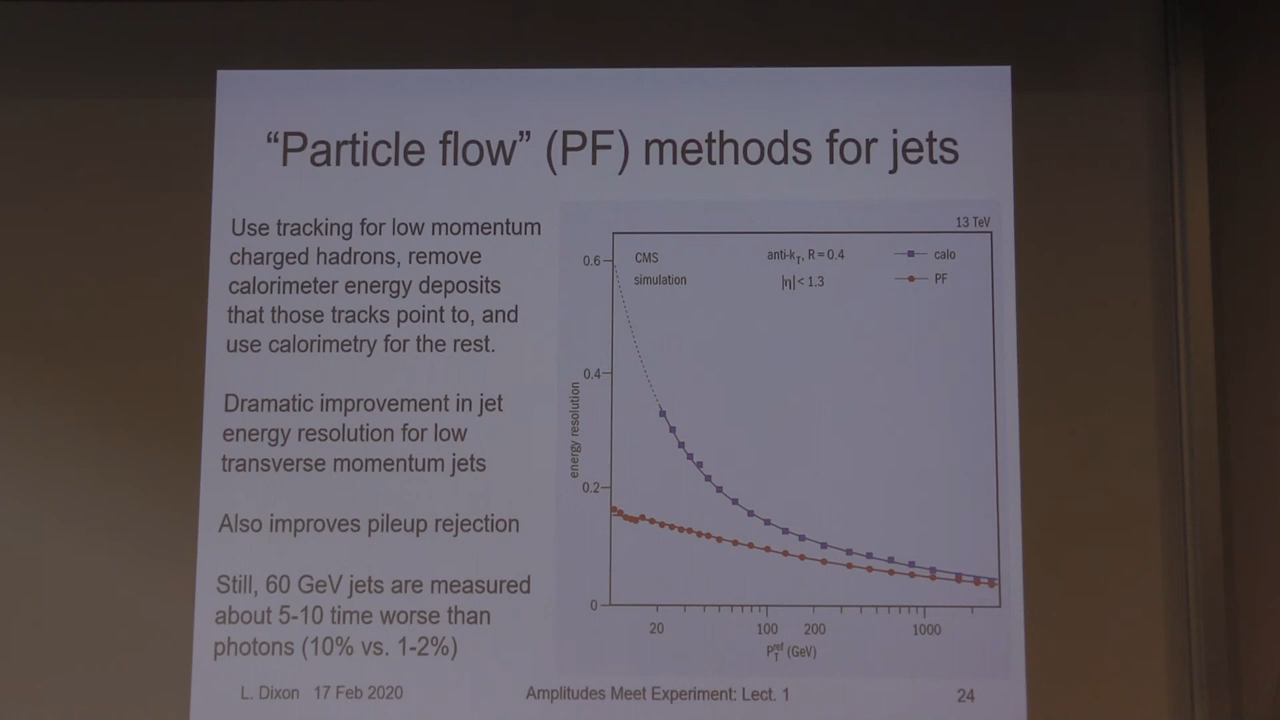 “Particle flow” (PF) methods for jets
Use tracking for low momentum
charged hadrons, remove
calorimeter energy deposits
that those tracks point to, and
use calorimetry for the rest.
Dramatic improvement in jet
energy resolution for low
transverse momentum jets
Also improves pileup rejection
Still, 60 GeV jets are measured
about 5-10 time worse than
photons (10% vs. 1-2%)
13 TeV
CMS
simulation
anti-kT, R = 0.4
|η| < 1.3
calo
PF
energy resolution
0.6
0.4
0.2
0
20
100
200
1000
PTref (GeV)
L. Dixon 17 Feb 2020
Amplitudes Meet Experiment: Lect. 1
24